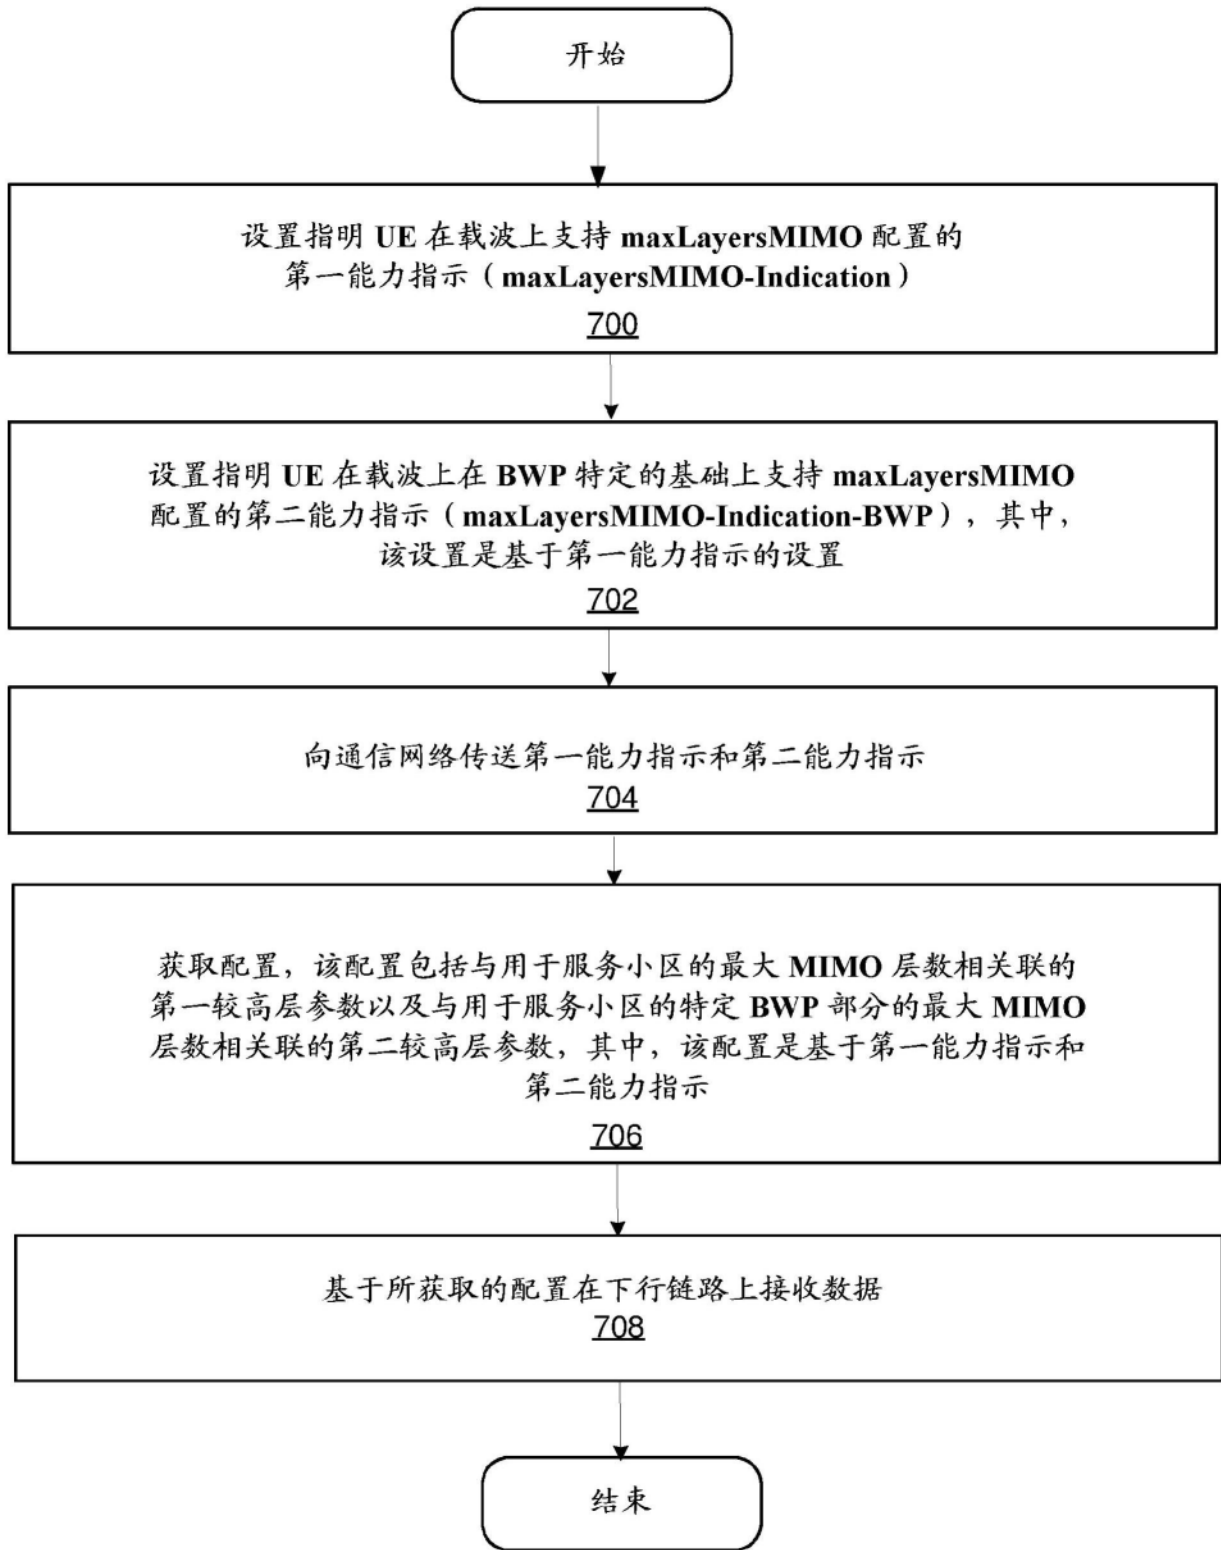 开始
设置指明 UE 在载波上支持 maxLayersMIMO 配置的
第一能力指示（maxLayersMIMO-Indication）
700
设置指明 UE 在载波上在 BWP 特定的基础上支持 maxLayersMIMO
配置的第二能力指示（maxLayersMIMO-Indication-BWP），其中，
该设置是基于第一能力指示的设置
702
向通信网络传送第一能力指示和第二能力指示
704
获取配置，该配置包括与用于服务小区的最大 MIMO 层数相关联的
第一较高层参数以及与用于服务小区的特定 BWP 部分的最大 MIMO
层数相关联的第二较高层参数，其中，该配置是基于第一能力指示和
第二能力指示
706
基于所获取的配置在下行链路上接收数据
708
结束